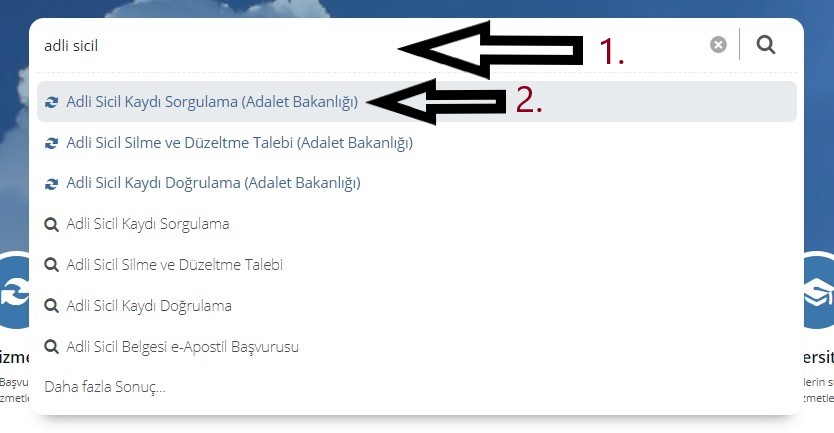 adli sicil
1.
Adli Sicil Kaydı Sorgulama (Adalet Bakanlığı)
2.
Adli Sicil Silme ve Düzeltme Talebi (Adalet Bakanlığı)
Adli Sicil Kaydı Doğrulama (Adalet Bakanlığı)
Adli Sicil Kaydı Sorgulama
Adli Sicil Silme ve Düzeltme Talebi
Adli Sicil Kaydı Doğrulama
Adli Sicil Belgesi e-Apostil Başvurusu
Daha fazla Sonuç...
izme
ersit
Başvu
lerin s
zmetle